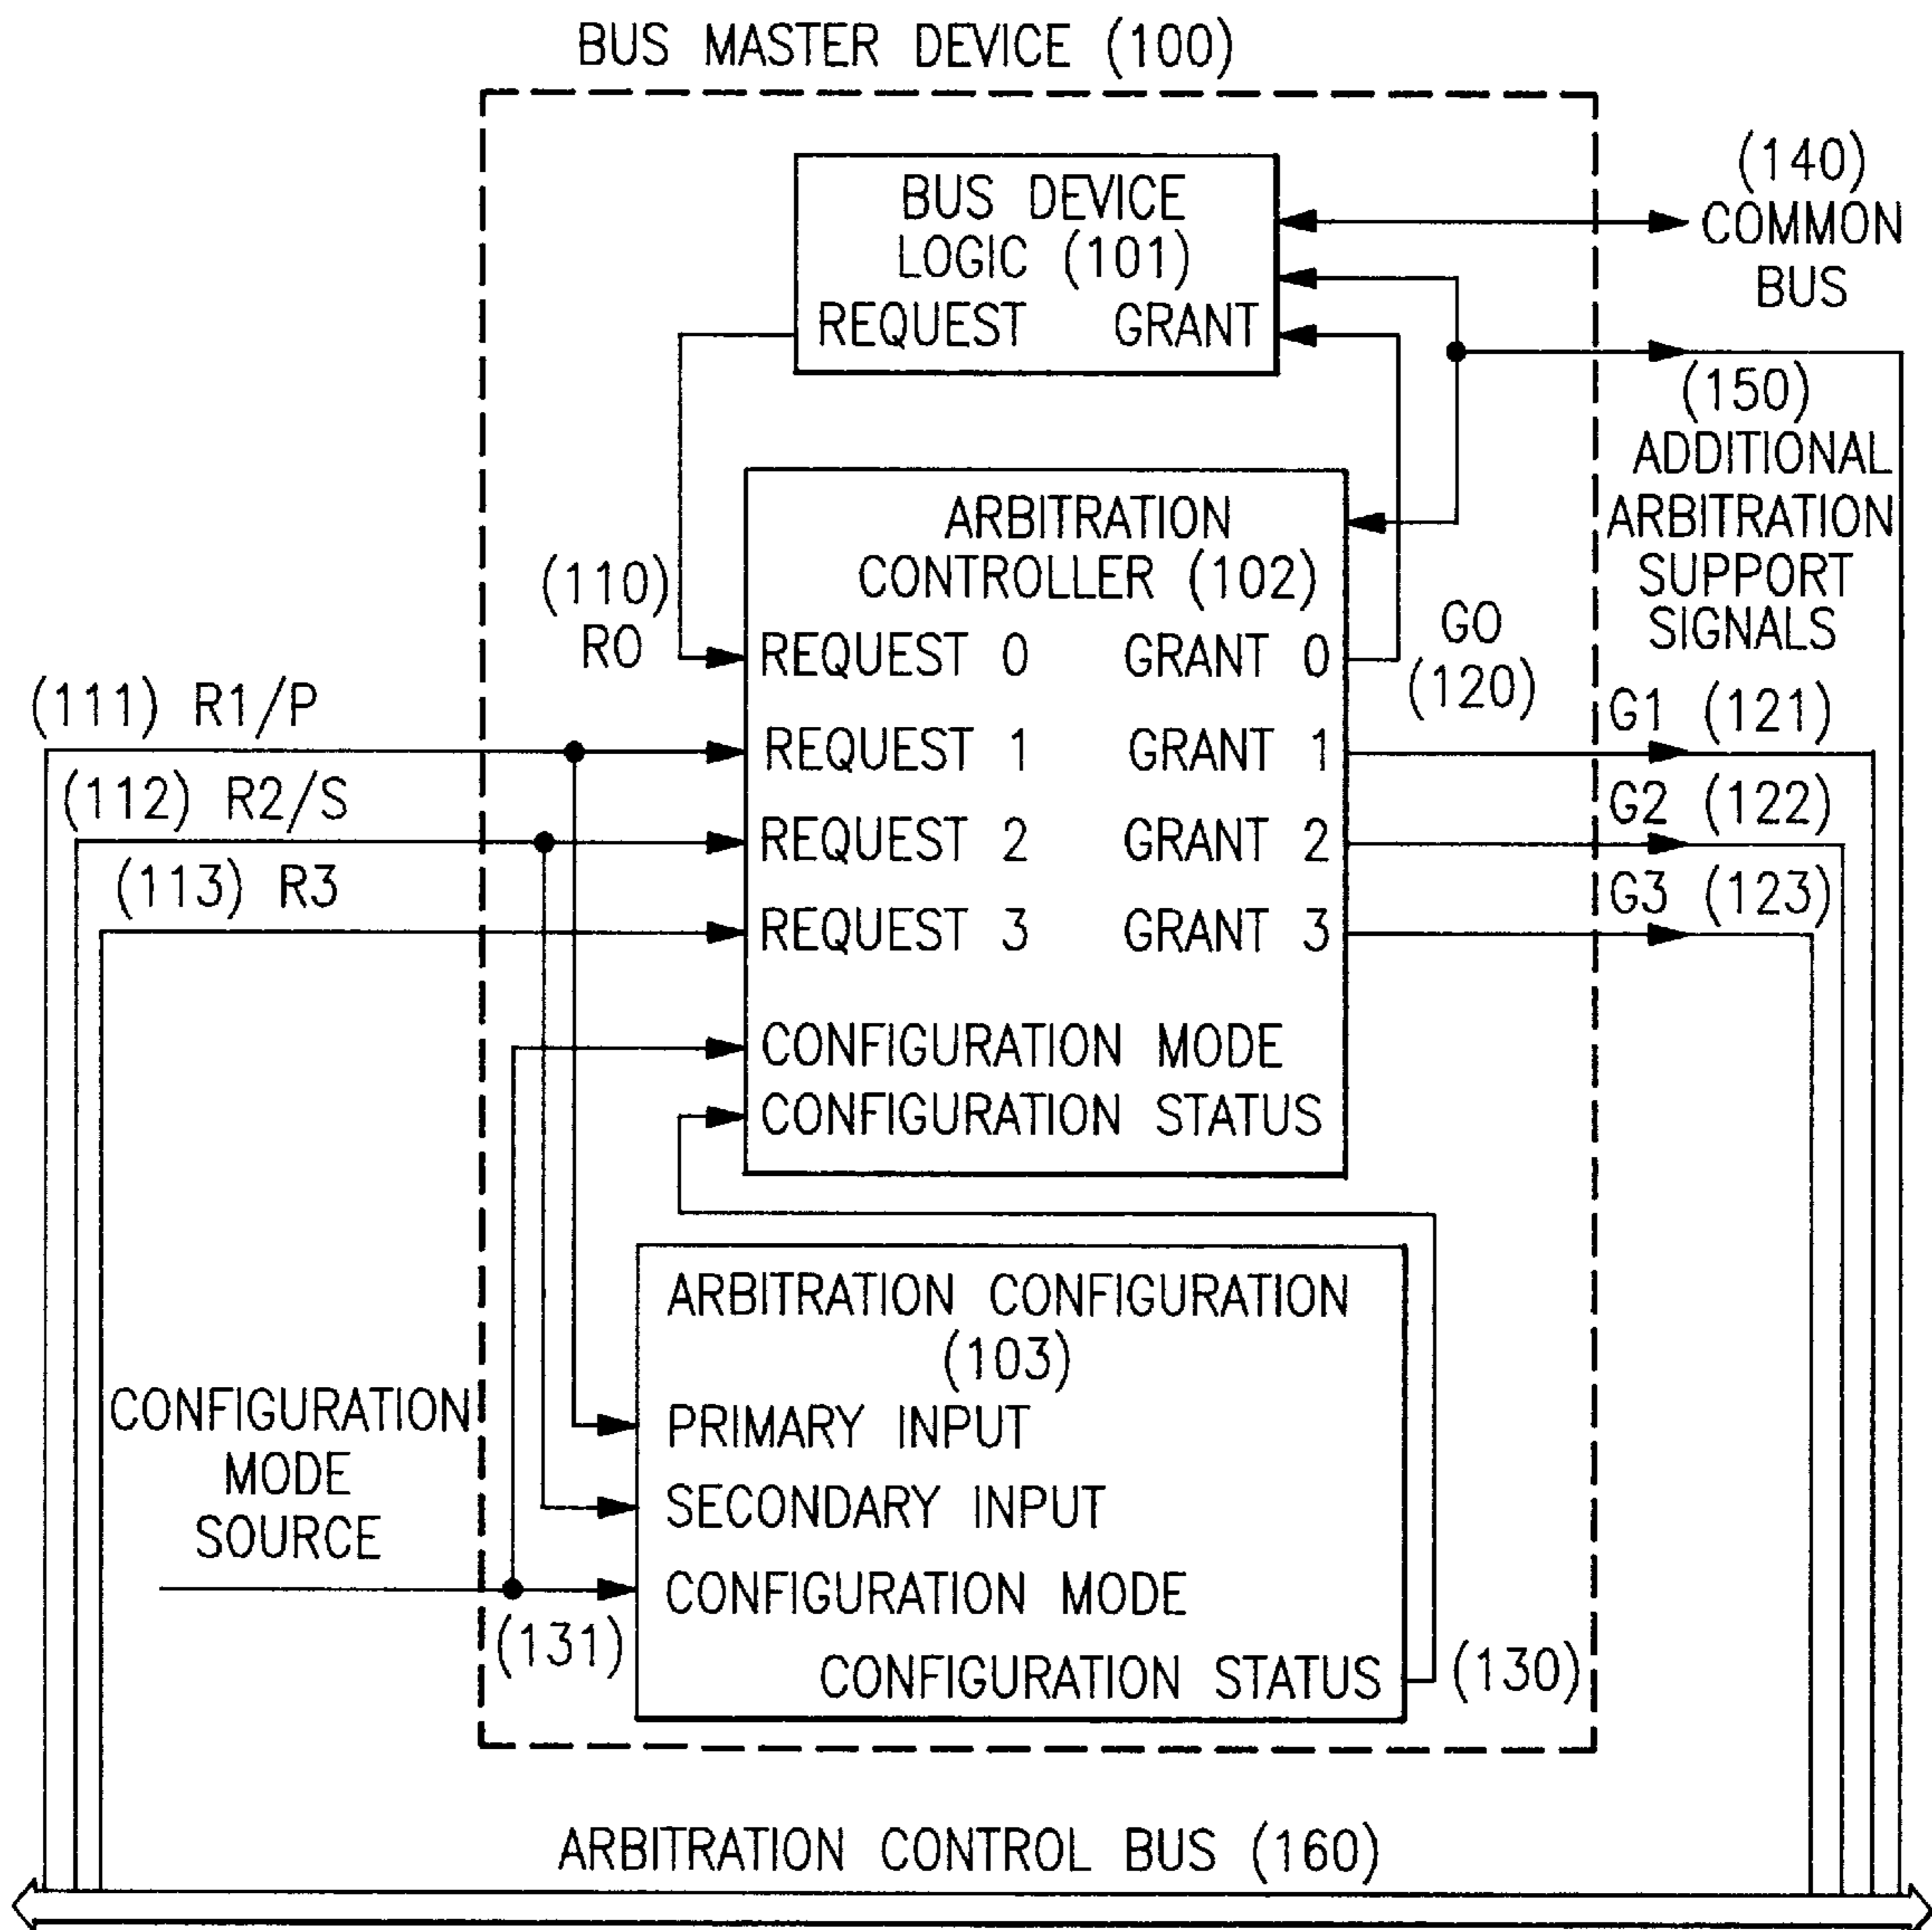 BUS MASTER DEVICE (100)
(140)
COMMON
BUS
BUS DEVICE
LOGIC (101)
REQUEST GRANT
(150)
ADDITIONAL
ARBITRATION
SUPPORT
SIGNALS
ARBITRATION
CONTROLLER (102)
(110)
R0
REQUEST 0 GRANT 0
G0
(120)
(111) R1/P
REQUEST 1 GRANT 1
G1 (121)
(112) R2/S
REQUEST 2 GRANT 2
G2 (122)
(113) R3
REQUEST 3 GRANT 3
G3 (123)
CONFIGURATION MODE
CONFIGURATION STATUS
ARBITRATION CONFIGURATION
(103)
PRIMARY INPUT
SECONDARY INPUT
CONFIGURATION MODE
CONFIGURATION STATUS
CONFIGURATION
MODE
SOURCE
(131)
(130)
ARBITRATION CONTROL BUS (160)